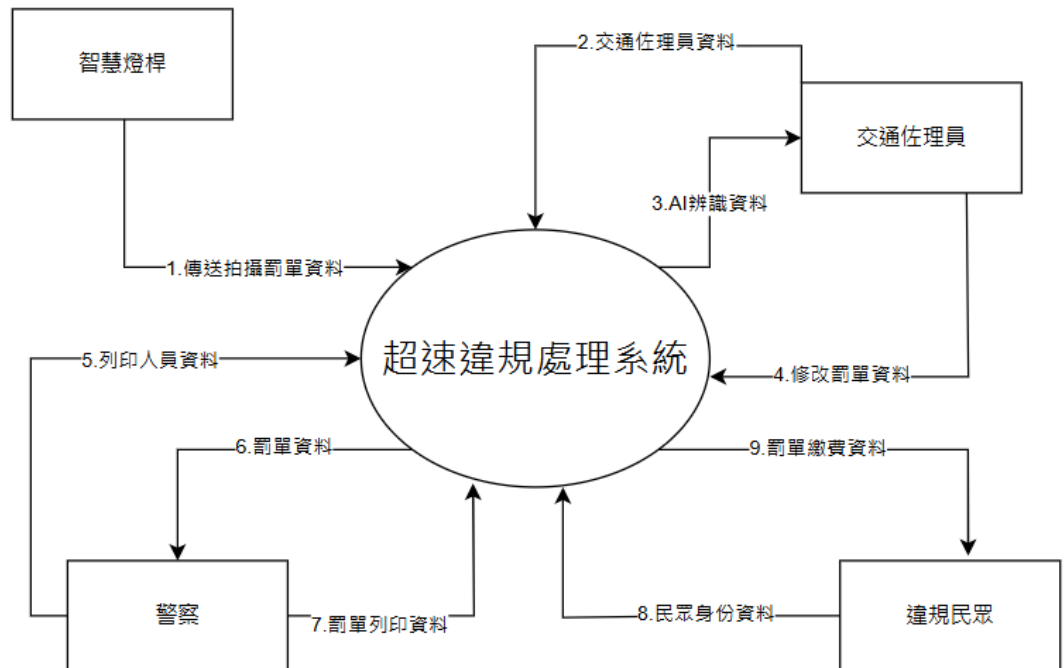 智慧燈桿
2.交通佐理員資料
交通佐理員
3.AI辨識資料
1.傳送拍攝罰單資料
5.列印人員資料
超速違規處理系統
4.修改罰單資料
6.罰單資料
9.罰單繳費資料
警察
7.罰單列印資料
8.民眾身份資料
違規民眾